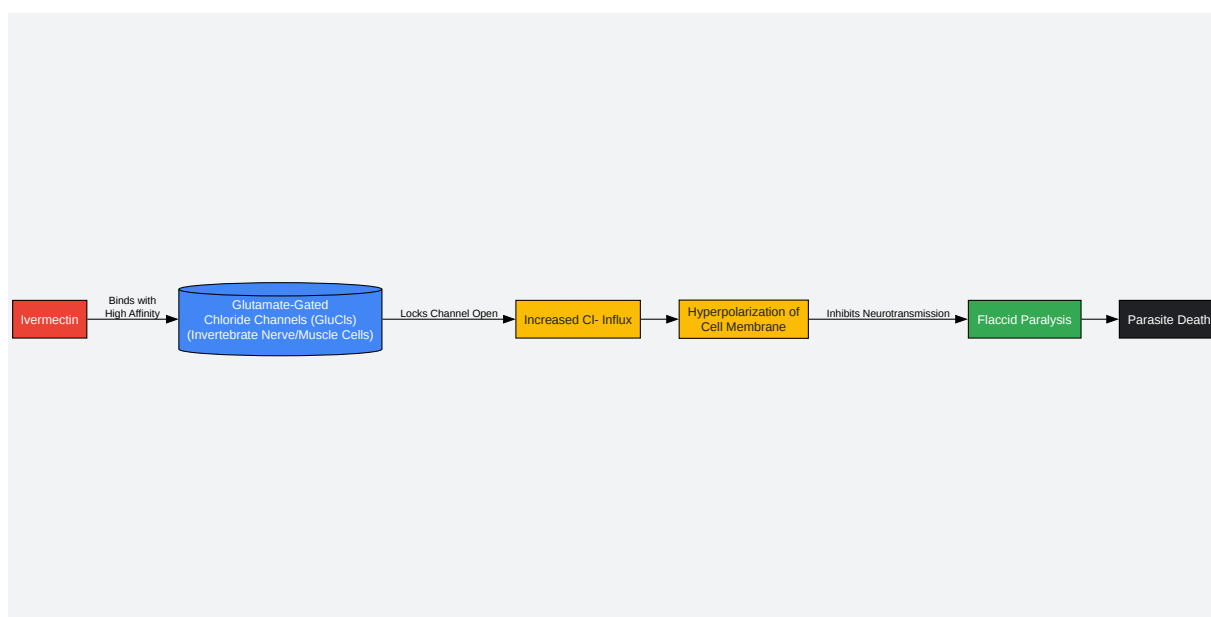 Ivermectin
Binds with
High Affinity
Glutamate-Gated
Chloride Channels (GluCls)
(Invertebrate Nerve/Muscle Cells)
Locks Channel Open
Increased Cl- Influx
Hyperpolarization of
Cell Membrane
Inhibits Neurotransmission
Flaccid Paralysis
Parasite Death